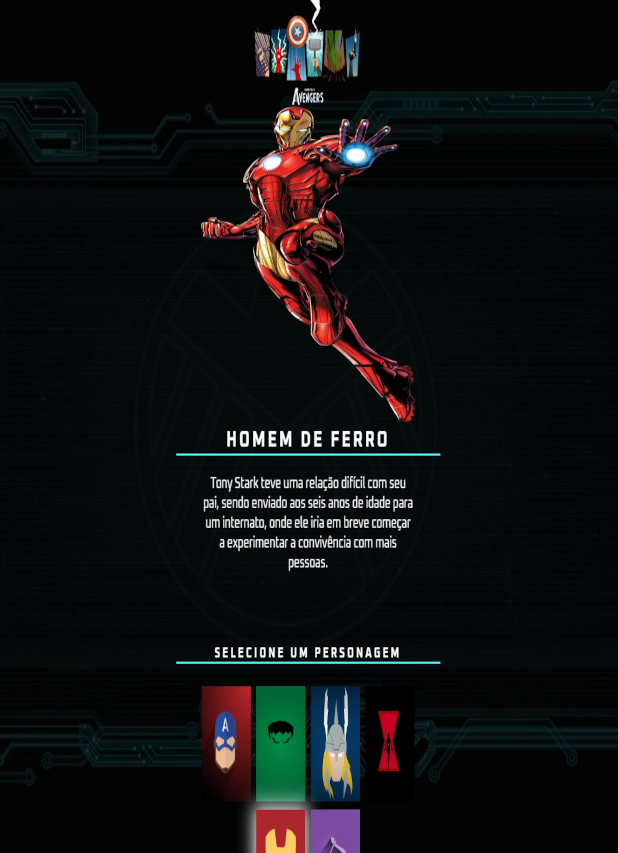 AVENGERS
HOMEM DE FERRO
Tony Stark teve uma relação difícil com seu
pai, sendo enviado aos seis anos de idade para
um internato, onde ele iria em breve começar
a experimentar a convivência com mais
pessoas.
SELECIONE UM PERSONAGEM
A